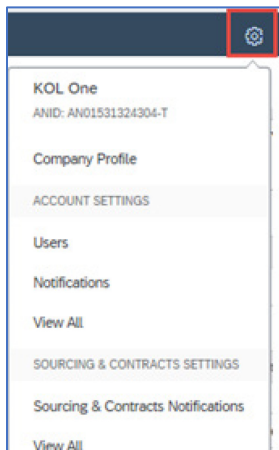 KOL One
ANID: AN01531324304-T
Company Profile
ACCOUNT SETTINGS
Users
Notifications
View All
SOURCING & CONTRACTS SETTINGS
Sourcing & Contracts Notifications
View All